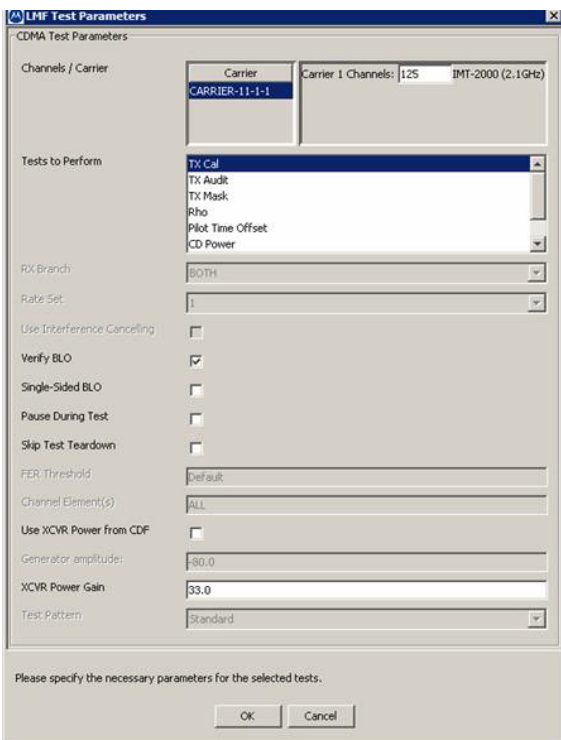 LMF Test Parameters
CDMA Test Parameters
Channels / Carrier
Carrier
CARRIER-11-1-1
Carrier 1 Channels: 125 IMT-2000 (2.1GHz)
Tests to Perform
TX Cal
TX Audit
TX Mask
Rho
Pilot Time Offset
CD Power
RX Branch BOTH
Rate Set 1
Use Interference Cancelling
Verify BLO
Single-Sided BLO
Pause During Test
Skip Test Teardown
FER Threshold Default
Channel Element(s) ALL
Use XCVR Power from CDF
Generator amplitude: -80.0
XCVR Power Gain 33.0
Test Pattern Standard
Please specify the necessary parameters for the selected tests.
OK Cancel